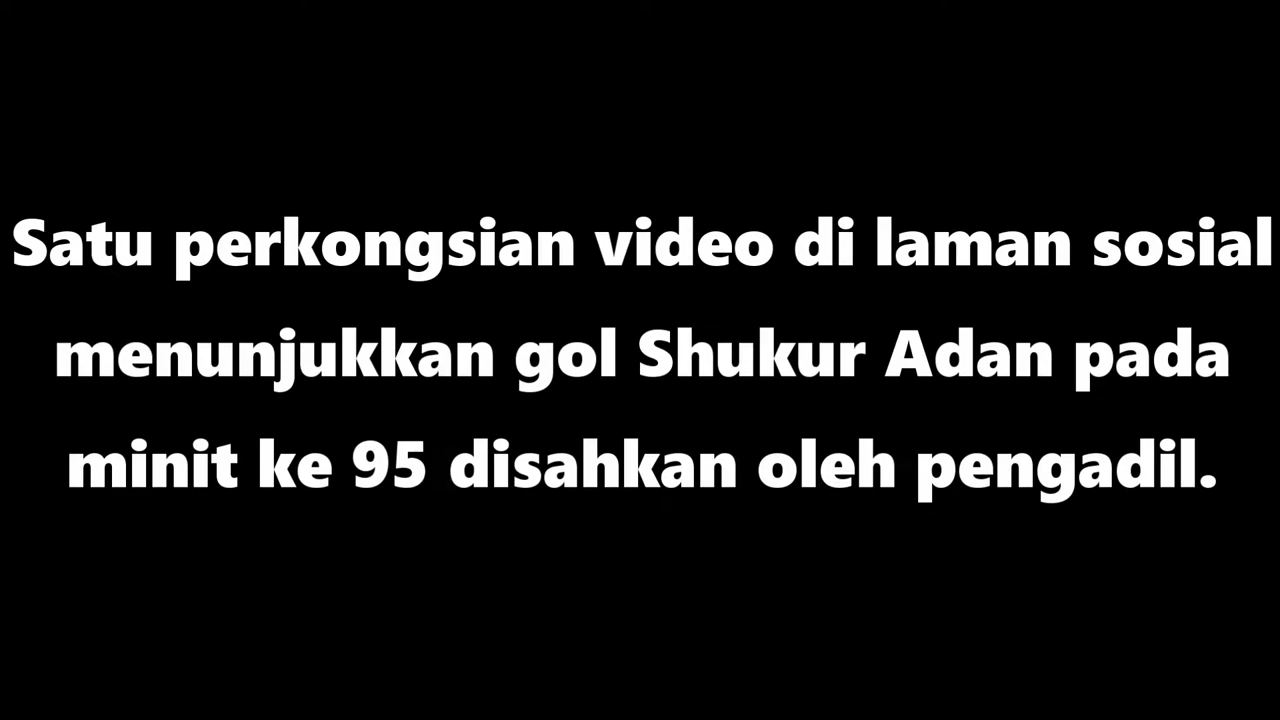 Satu perkongsian video di laman sosial
menunjukkan gol Shukur Adan pada
minit ke 95 disahkan oleh pengadil.